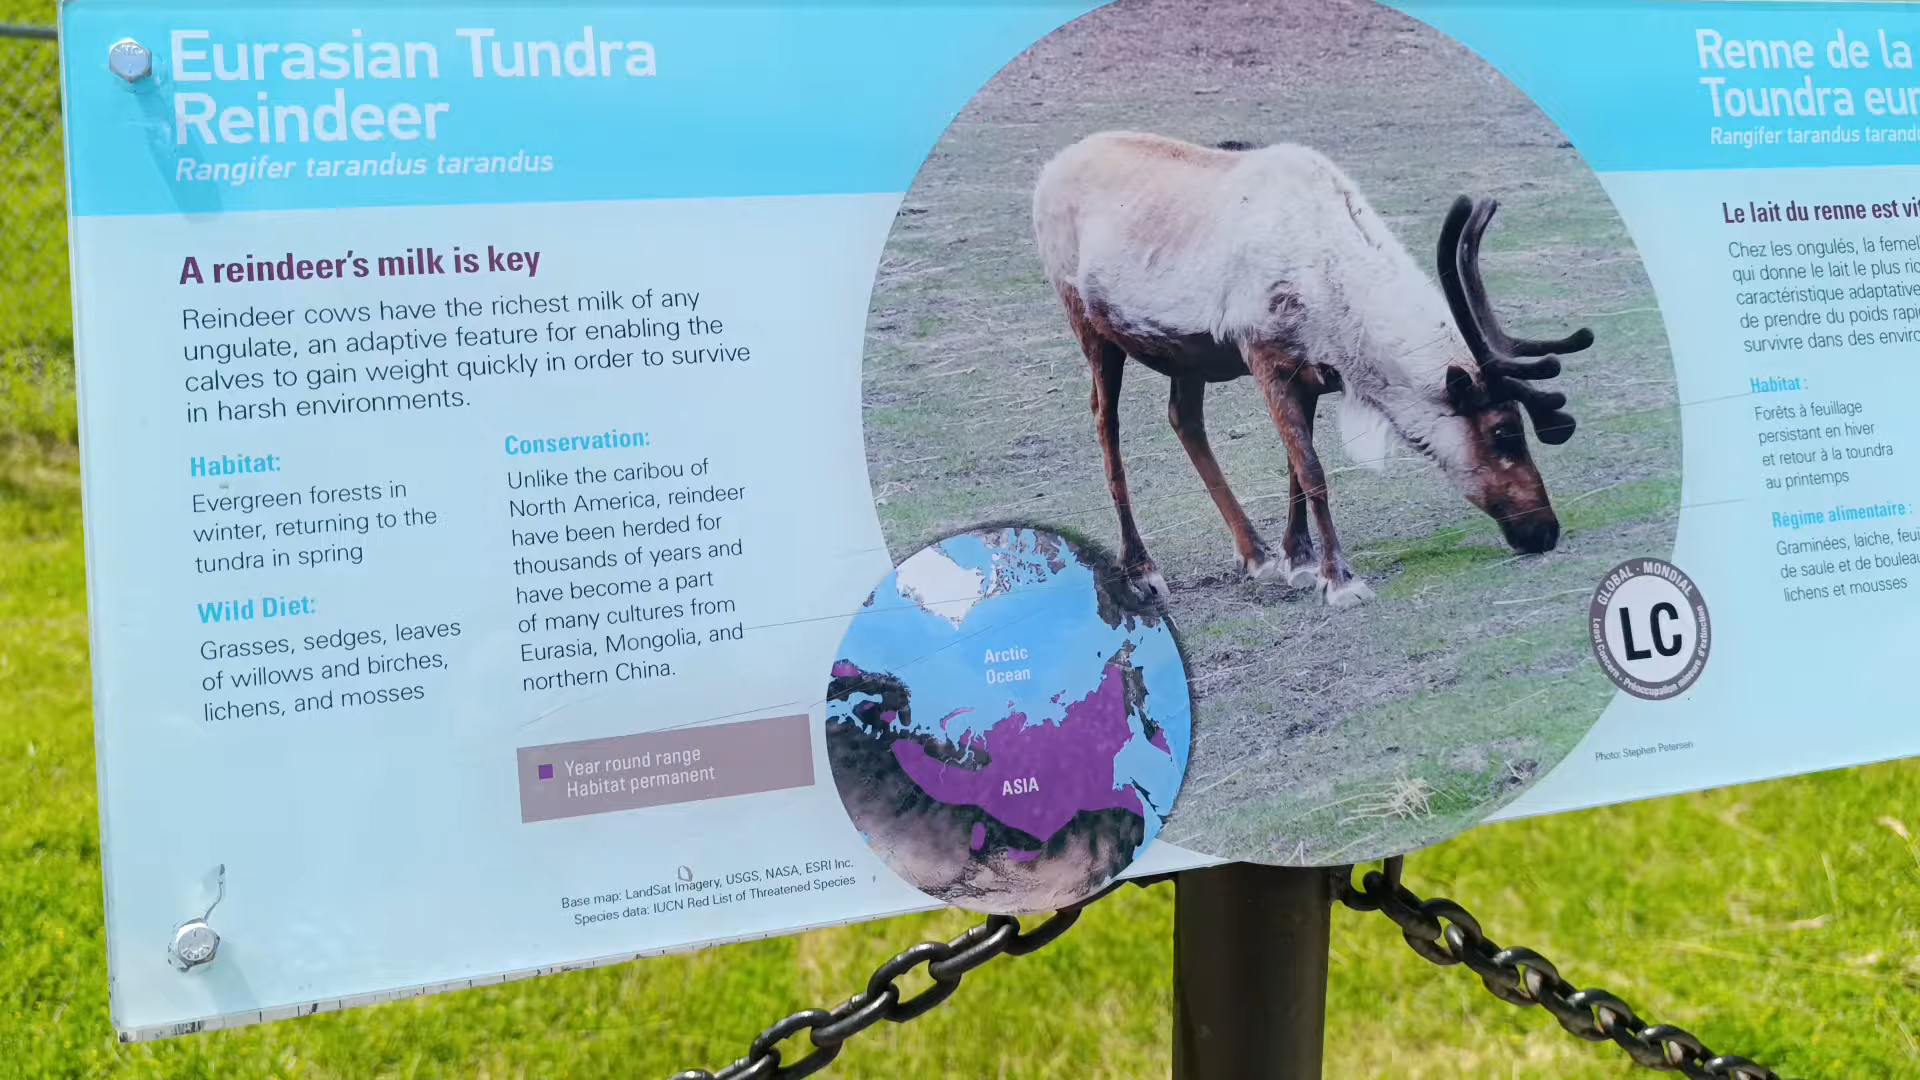 Eurasian Tundra
Reindeer
Rangifer tarandus tarandus
A reindeer's milk is key
Reindeer cows have the richest milk of any
ungulate, an adaptive feature for enabling the
calves to gain weight quickly in order to survive
in harsh environments.
Habitat:
Evergreen forests in
winter, returning to the
tundra in spring
Wild Diet:
Grasses, sedges, leaves
of willows and birches,
lichens, and mosses
Conservation:
Unlike the caribou of
North America, reindeer
have been herded for
thousands of years and
have become a part
of many cultures from
Eurasia, Mongolia, and
northern China.
Year round range
Habitat permanent
Base map: LandSat Imagery, USGS, NASA, ESRI Inc.
Species data: IUCN Red List of Threatened Species
Arctic
Ocean
ASIA
GLOBAL · MONDIAL
LC
Least Concern · Préoccupation mineure d'extinction
Photo: Stephen Petersen
Renne de la
Toundra eur
Rangifer tarandus tarand
Le lait du renne est vit
Chez les ongulés, la femel
qui donne le lait le plus ric
caractéristique adaptative
de prendre du poids rapi
survivre dans des enviro
Habitat :
Forêts à feuillage
persistant en hiver
et retour à la toundra
au printemps
Régime alimentaire :
Graminées, laiche, feui
de saule et de bouleau
lichens et mousses